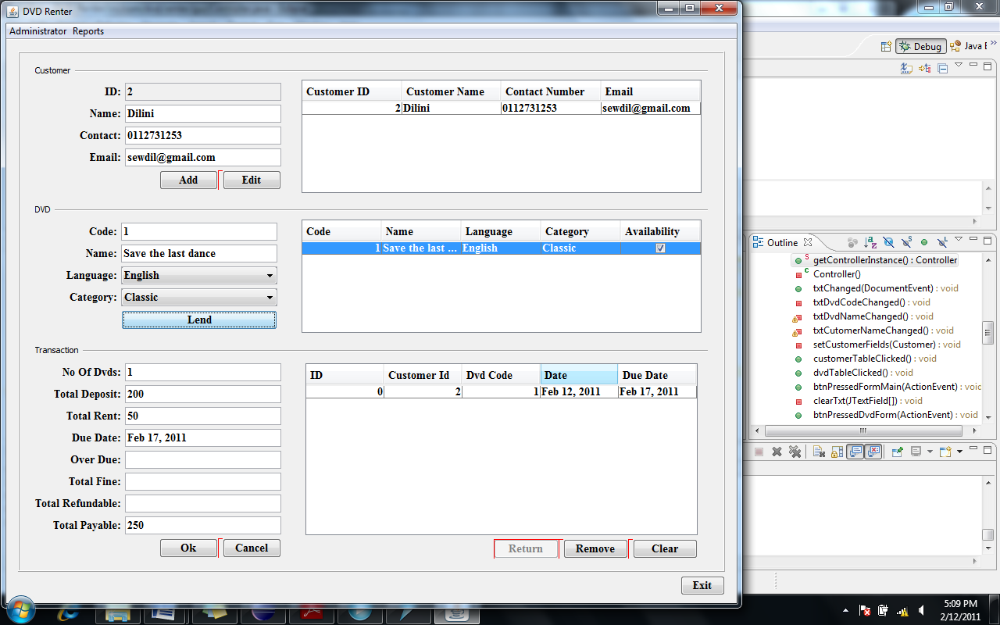 DVD Renter
Administrator Reports
Customer
ID: 2
Name: Dilini
Contact: 0112731253
Email: sewdil@gmail.com
Add Edit
Customer ID Customer Name Contact Number Email
2 Dilini 0112731253 sewdil@gmail.com
DVD
Code: 1
Name: Save the last dance
Language: English
Category: Classic
Lend
Code Name Language Category Availability
1 Save the last ... English Classic
Transaction
No Of Dvds: 1
Total Deposit: 200
Total Rent: 50
Due Date: Feb 17, 2011
Over Due:
Total Fine:
Total Refundable:
Total Payable: 250
Ok Cancel
ID Customer Id Dvd Code Date Due Date
0 2 1 Feb 12, 2011 Feb 17, 2011
Return Remove Clear
Exit
Debug Java
Outline
getControllerInstance() : Controller
Controller()
txtChanged(DocumentEvent) : void
txtDvdCodeChanged() : void
txtDvdNameChanged() : void
txtCutomerNameChanged() : void
setCustomerFields(Customer) : void
customerTableClicked() : void
dvdTableClicked() : void
btnPressedFormMain(ActionEvent) : void
clearTxt(JTextField[]) : void
btnPressedDvdForm(ActionEvent) : void
5:09 PM
2/12/2011